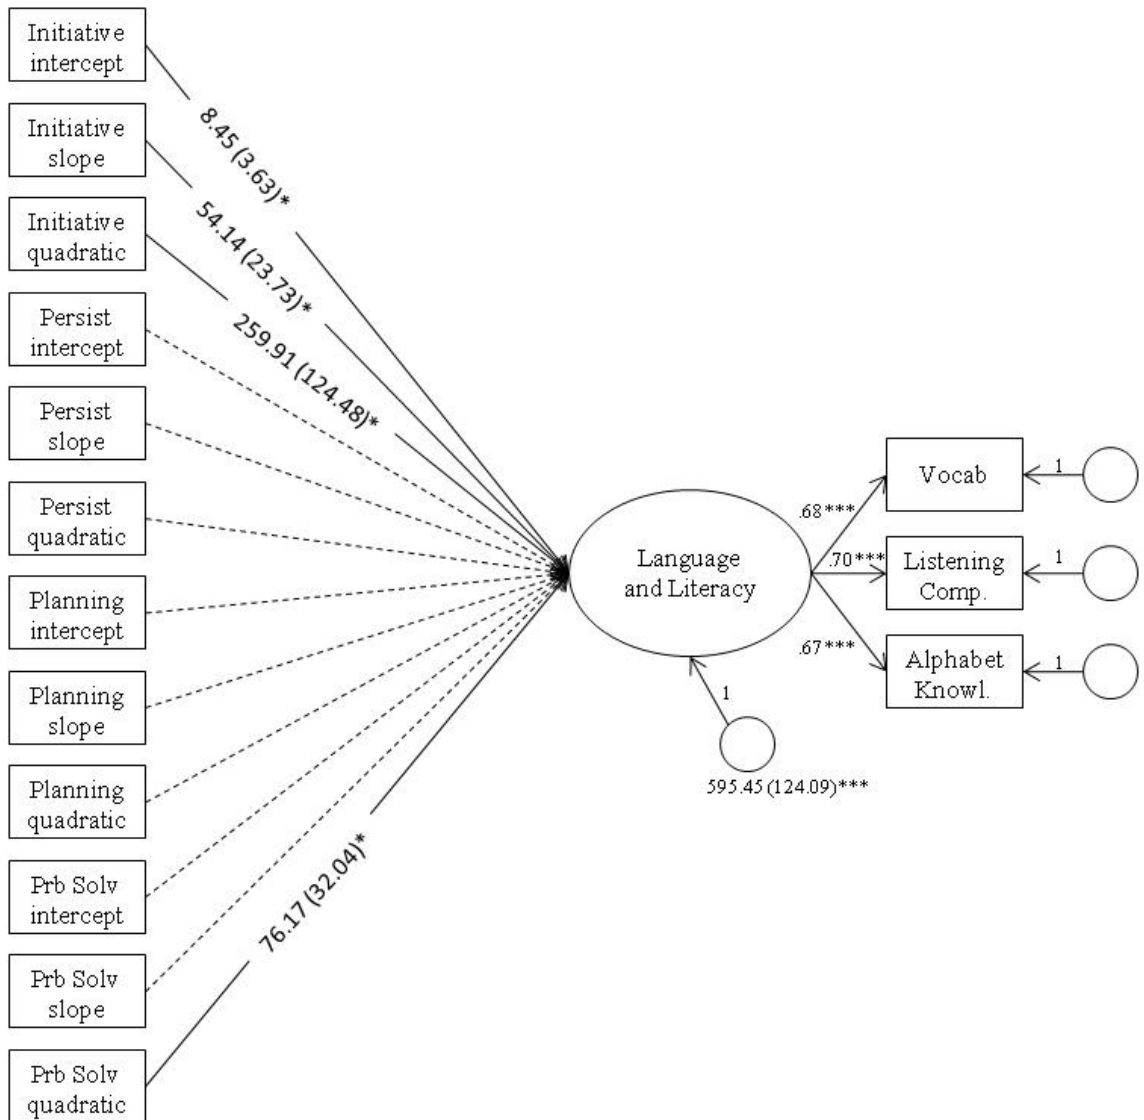 Initiative
intercept
Initiative
slope
Initiative
quadratic
Persist
intercept
Persist
slope
Persist
quadratic
Planning
intercept
Planning
slope
Planning
quadratic
Prb Solv
intercept
Prb Solv
slope
Prb Solv
quadratic
8.45 (3.63)*
54.14 (23.73)*
259.91 (124.48)*
76.17 (32.04)*
Language
and Literacy
1
595.45 (124.09)***
.68***
.70***
.67***
Vocab
1
Listening
Comp.
1
Alphabet
Knowl.
1